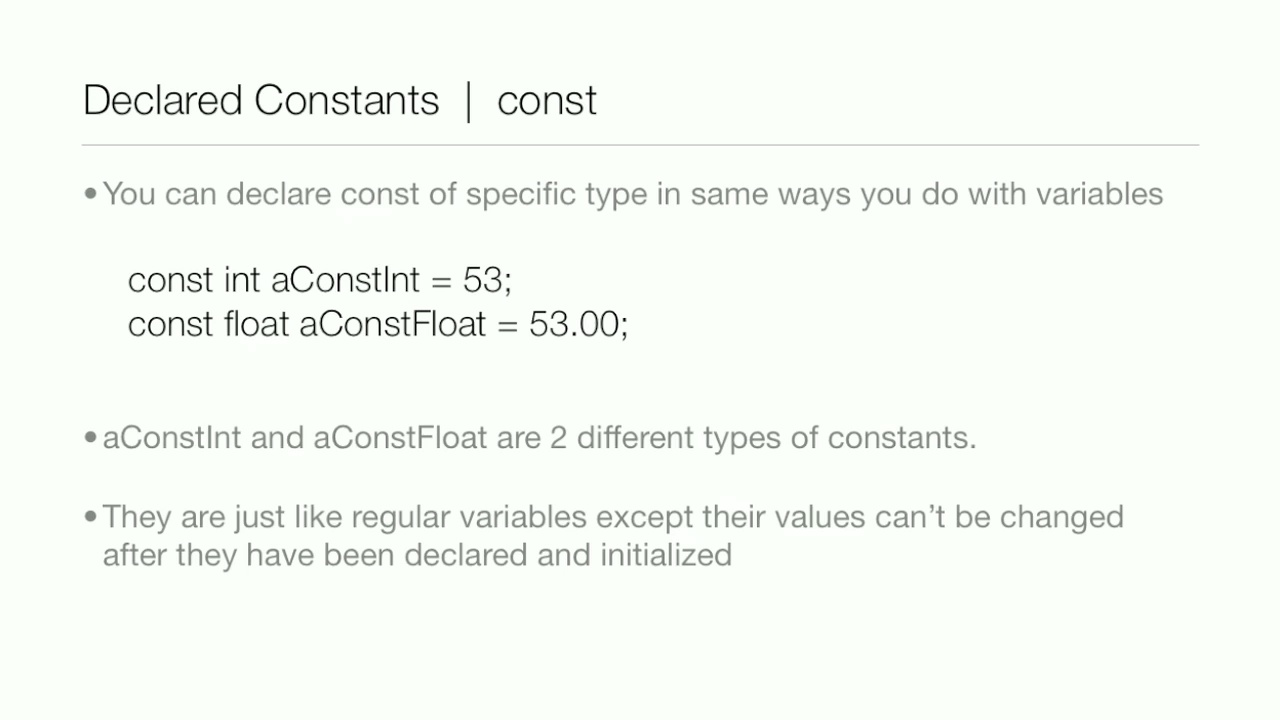 Declared Constants | const
•You can declare const of specific type in same ways you do with variables
const int aConstInt = 53;
const float aConstFloat = 53.00;
•aConstInt and aConstFloat are 2 different types of constants.
•They are just like regular variables except their values can’t be changed
after they have been declared and initialized